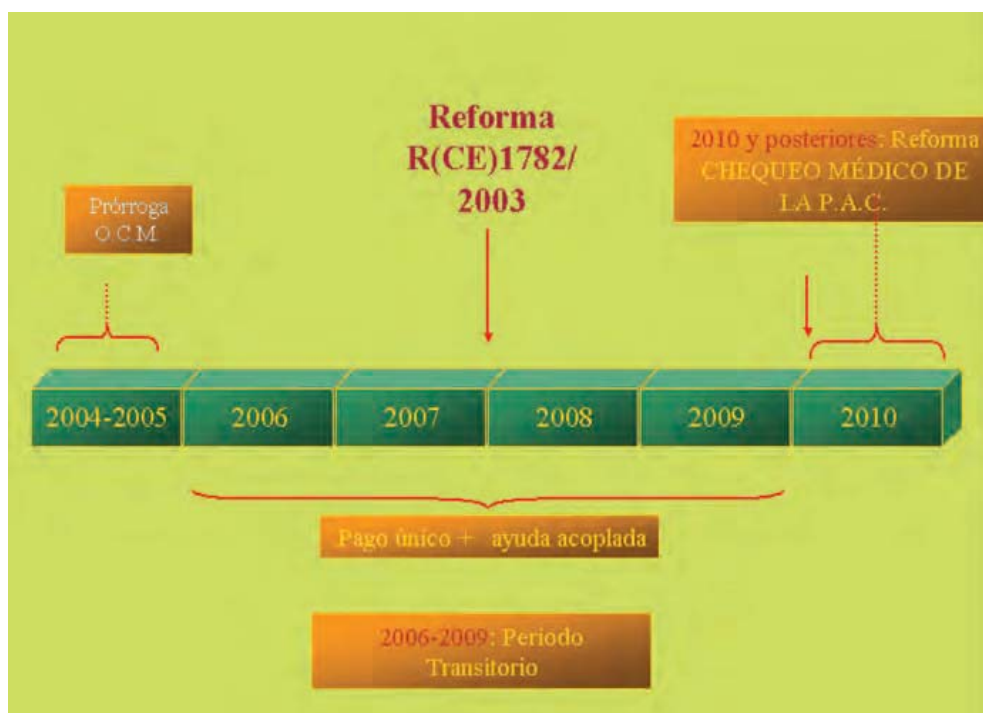 Reforma
R(CE)1782/
2003
2010 y posteriores: Reforma
CHEQUEO MÉDICO DE
LA P.A.C.
Prórroga
O.C.M.
2004-2005
2006
2007
2008
2009
2010
Pago único + ayuda acoplada
2006-2009: Periodo
Transitorio